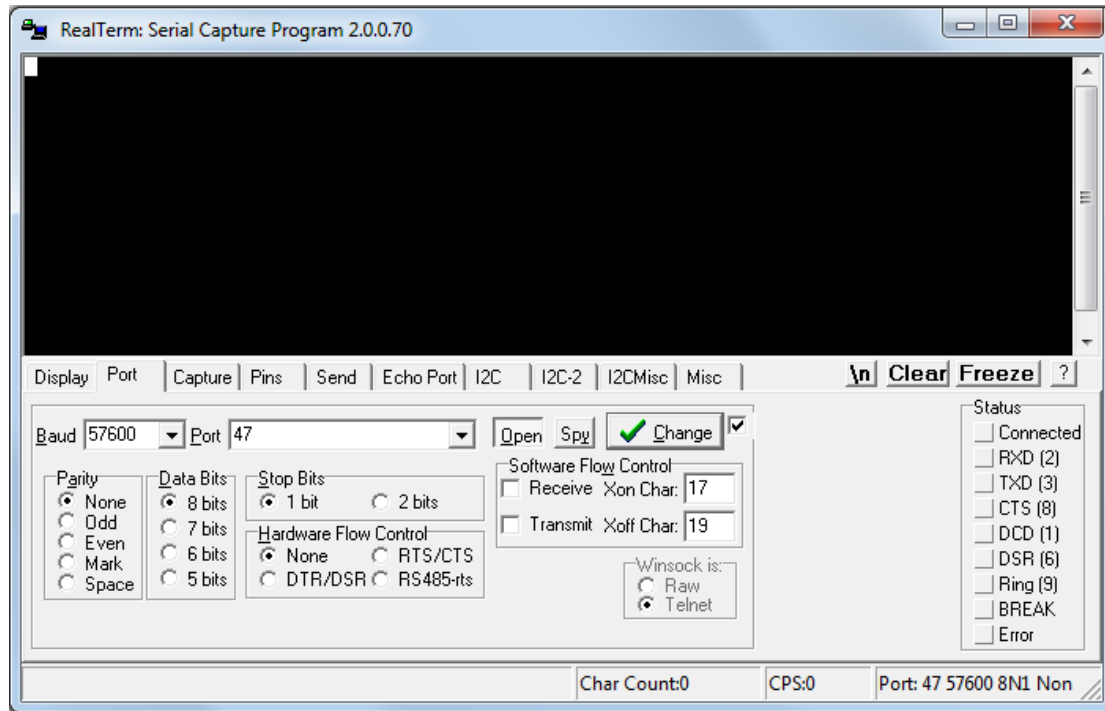 RealTerm: Serial Capture Program 2.0.0.70
Display Port Capture Pins Send Echo Port I2C I2C-2 I2CMisc Misc \n Clear Freeze ?
Baud 57600 Port 47 Open Spy Change
Parity
None
Odd
Even
Mark
Space
Data Bits
8 bits
7 bits
6 bits
5 bits
Stop Bits
1 bit 2 bits
Hardware Flow Control
None RTS/CTS
DTR/DSR RS485-rts
Software Flow Control
Receive Xon Char: 17
Transmit Xoff Char: 19
Winsock is:
Raw
Telnet
Status
Connected
RXD (2)
TXD (3)
CTS (8)
DCD (1)
DSR (6)
Ring (9)
BREAK
Error
Char Count:0 CPS:0 Port: 47 57600 8N1 Non